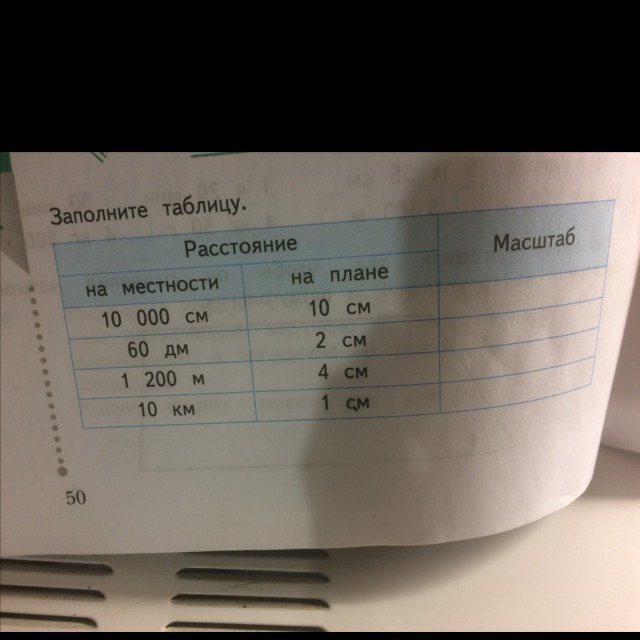 Заполните таблицу.
Расстояние Масштаб
на местности на плане
10 000 см 10 см
60 дм 2 см
1 200 м 4 см
10 км 1 см
50